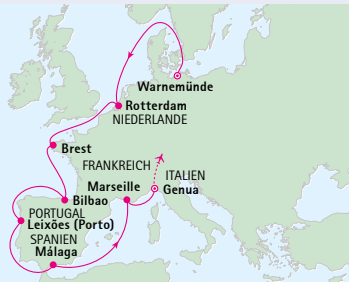 Warnemünde
Rotterdam
NIEDERLANDE
Brest
FRANKREICH
ITALIEN
Marseille
Genua
Bilbao
PORTUGAL
Leixões (Porto)
SPANIEN
Málaga